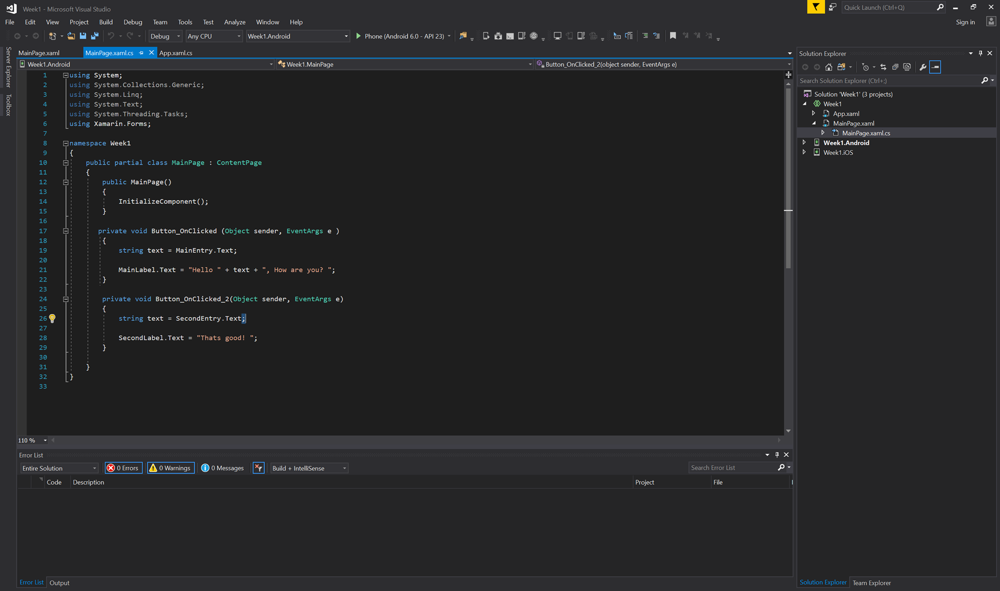 Week1 - Microsoft Visual Studio
Quick Launch (Ctrl+Q)
File Edit View Project Build Debug Team Tools Test Analyze Window Help
Sign in
Debug Any CPU Week1.Android Phone (Android 6.0 - API 23)
Server Explorer
Toolbox
MainPage.xaml MainPage.xaml.cs App.xaml.cs
Week1.Android Week1.MainPage Button_OnClicked_2(object sender, EventArgs e)
1 using System;
2 using System.Collections.Generic;
3 using System.Linq;
4 using System.Text;
5 using System.Threading.Tasks;
6 using Xamarin.Forms;
7
8 namespace Week1
9 {
10 public partial class MainPage : ContentPage
11 {
12 public MainPage()
13 {
14 InitializeComponent();
15 }
16
17 private void Button_OnClicked (Object sender, EventArgs e )
18 {
19 string text = MainEntry.Text;
20
21 MainLabel.Text = "Hello " + text + ", How are you? ";
22 }
23
24 private void Button_OnClicked_2(Object sender, EventArgs e)
25 {
26 string text = SecondEntry.Text;
27
28 SecondLabel.Text = "Thats good! ";
29 }
30
31 }
32 }
33
110 %
Error List
Entire Solution 0 Errors 0 Warnings 0 Messages Build + IntelliSense Search Error List
Code Description Project File
Error List Output
Solution Explorer
Search Solution Explorer (Ctrl+;)
Solution 'Week1' (3 projects)
Week1
App.xaml
MainPage.xaml
MainPage.xaml.cs
Week1.Android
Week1.iOS
Solution Explorer Team Explorer